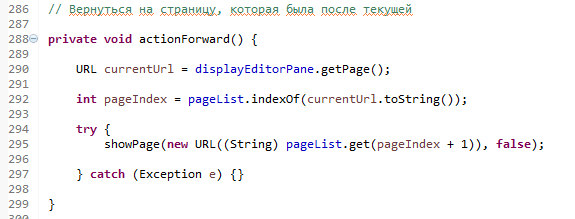 286 // Вернуться на страницу, которая была после текущей
287
288 private void actionForward() {
289
290 URL currentUrl = displayEditorPane.getPage();
291
292 int pageIndex = pageList.indexOf(currentUrl.toString());
293
294 try {
295 showPage(new URL((String) pageList.get(pageIndex + 1)), false);
296
297 } catch (Exception e) {}
298
299 }
300